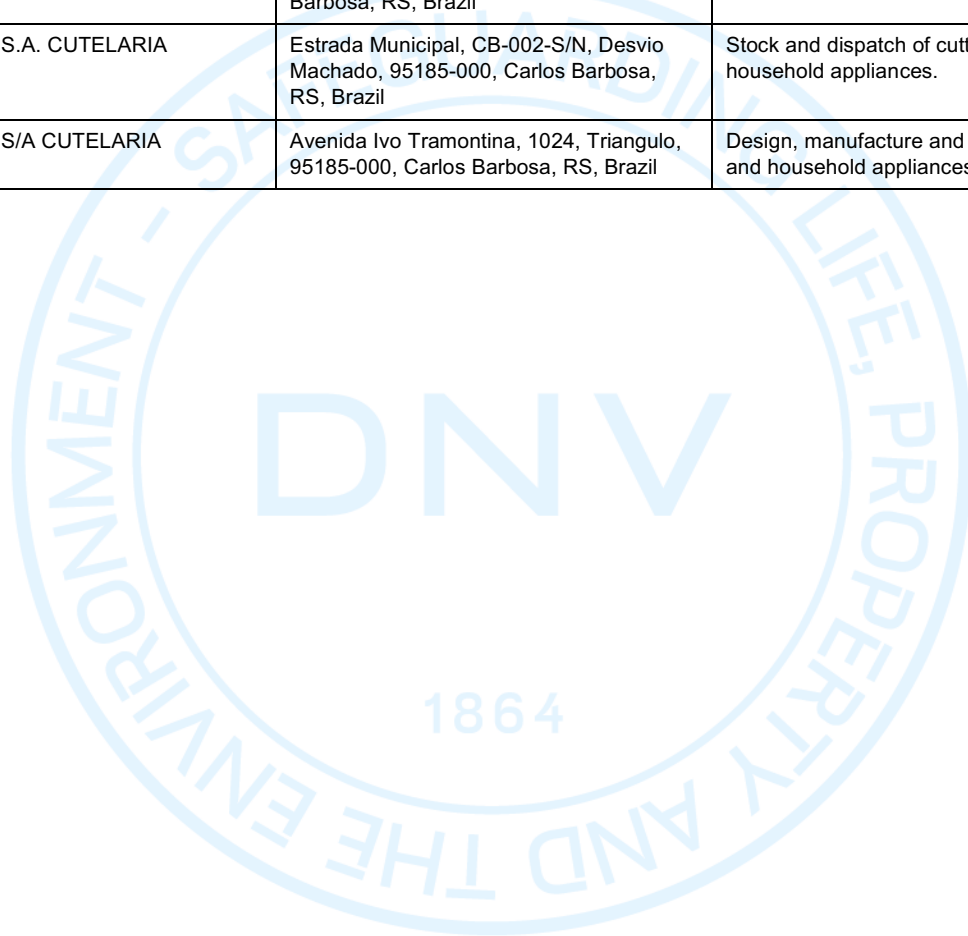 Barbosa, RS, Brazil
S.A. CUTELARIA
Estrada Municipal, CB-002-S/N, Desvio
Machado, 95185-000, Carlos Barbosa,
RS, Brazil
Stock and dispatch of
household appliances.
S/A CUTELARIA
Avenida Ivo Tramontina, 1024, Triangulo,
95185-000, Carlos Barbosa, RS, Brazil
Design, manufacture and
and household appliances
SAFEGUARDING LIFE, PROPERTY AND THE ENVIRONMENT -
DNV
1864